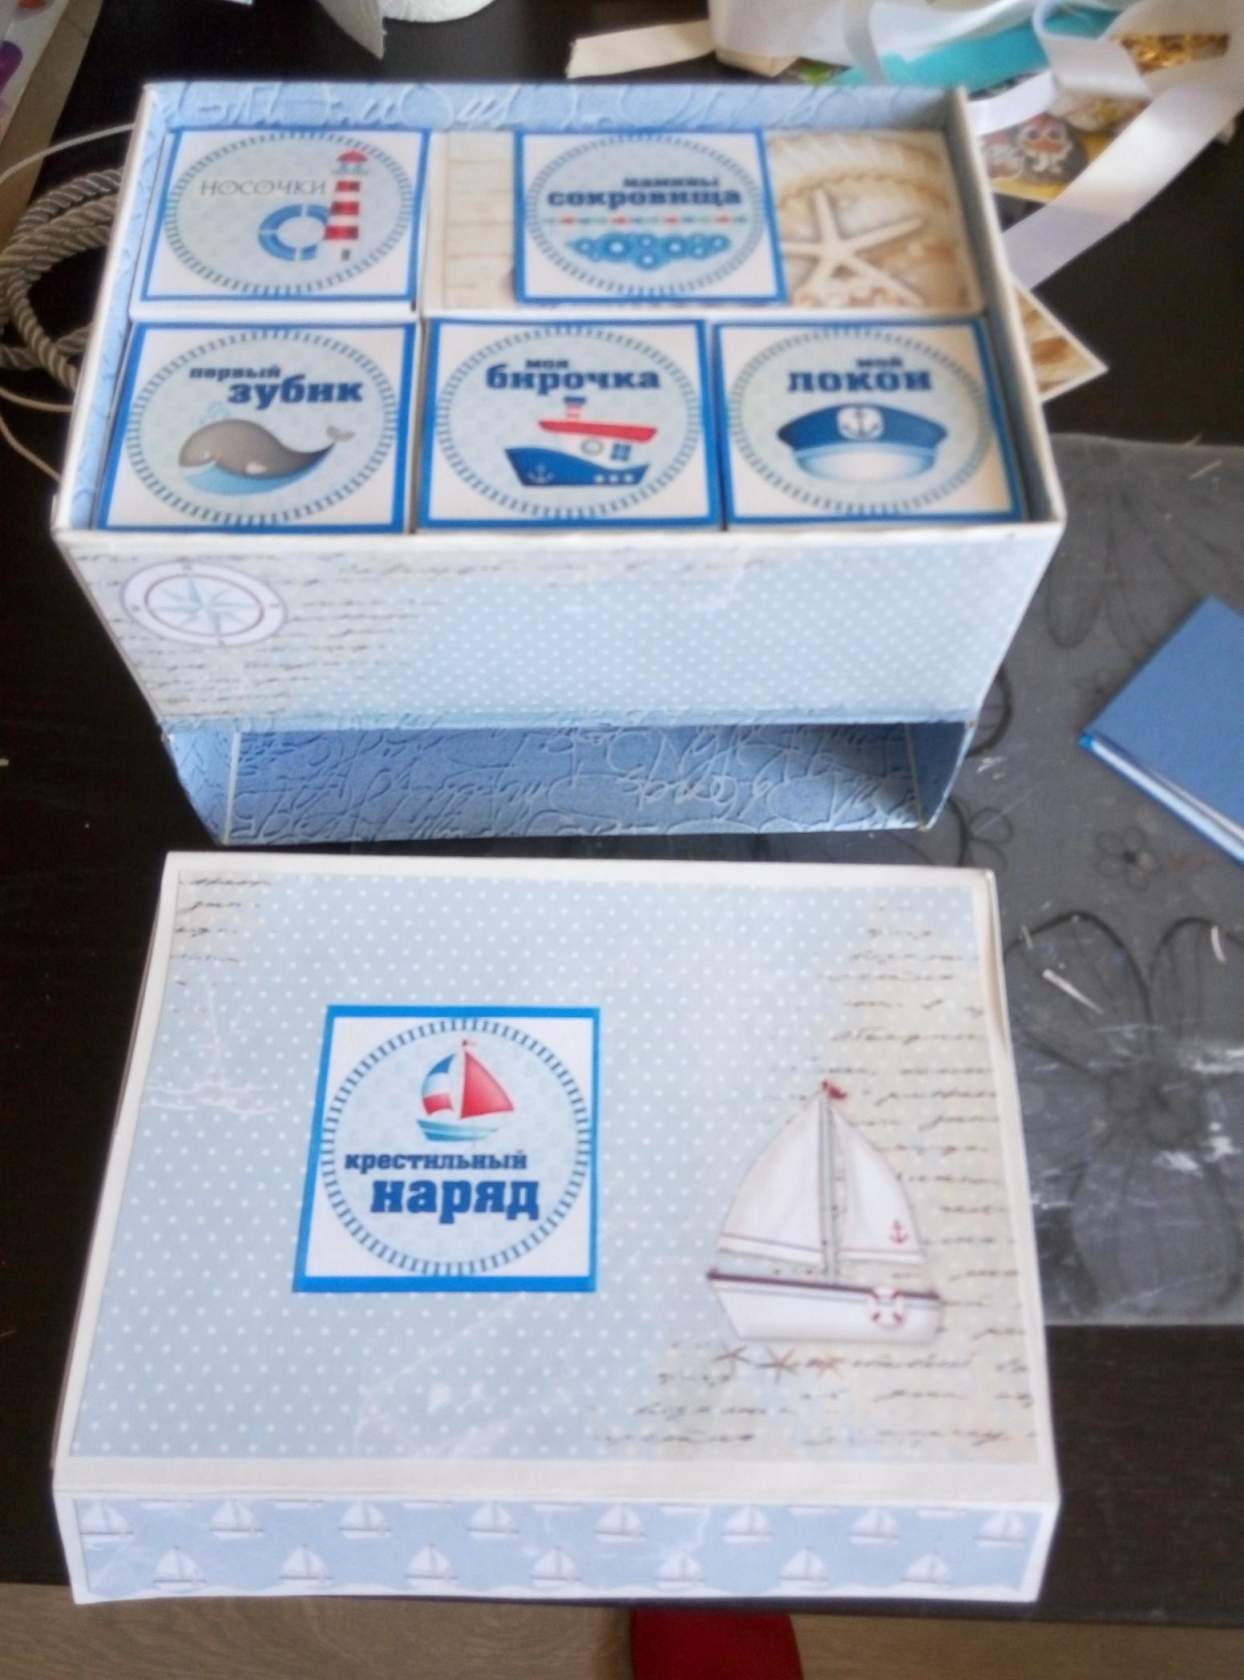 НОСОЧКИ
мамины
сокровища
первый
зубик
моя
бирочка
мой
локон
крестильный
наряд